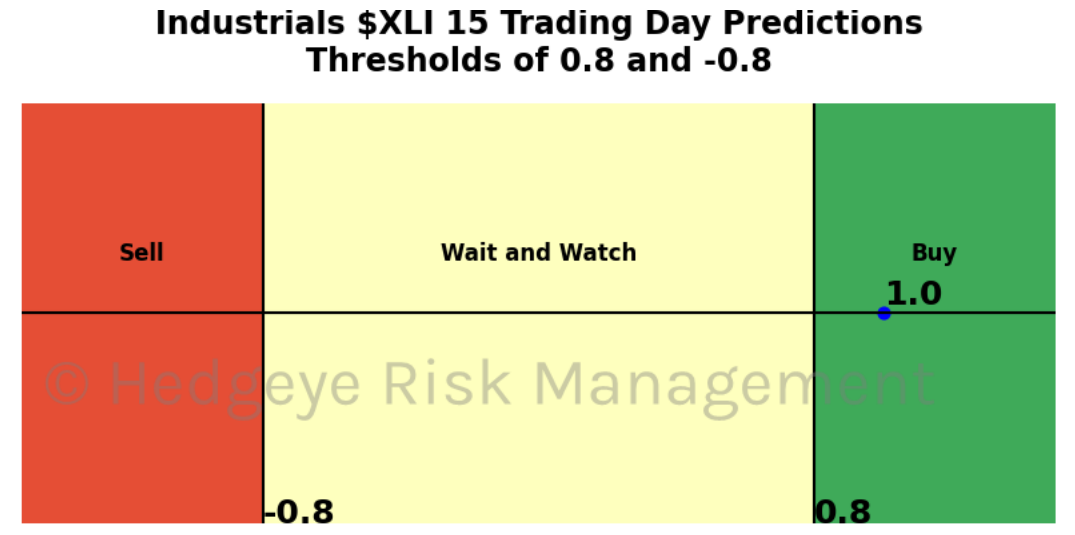 Industrials $XLI 15 Trading Day Predictions
Thresholds of 0.8 and -0.8
Sell
Wait and Watch
Buy
1.0
© Hedgeye Risk Management
-0.8
0.8